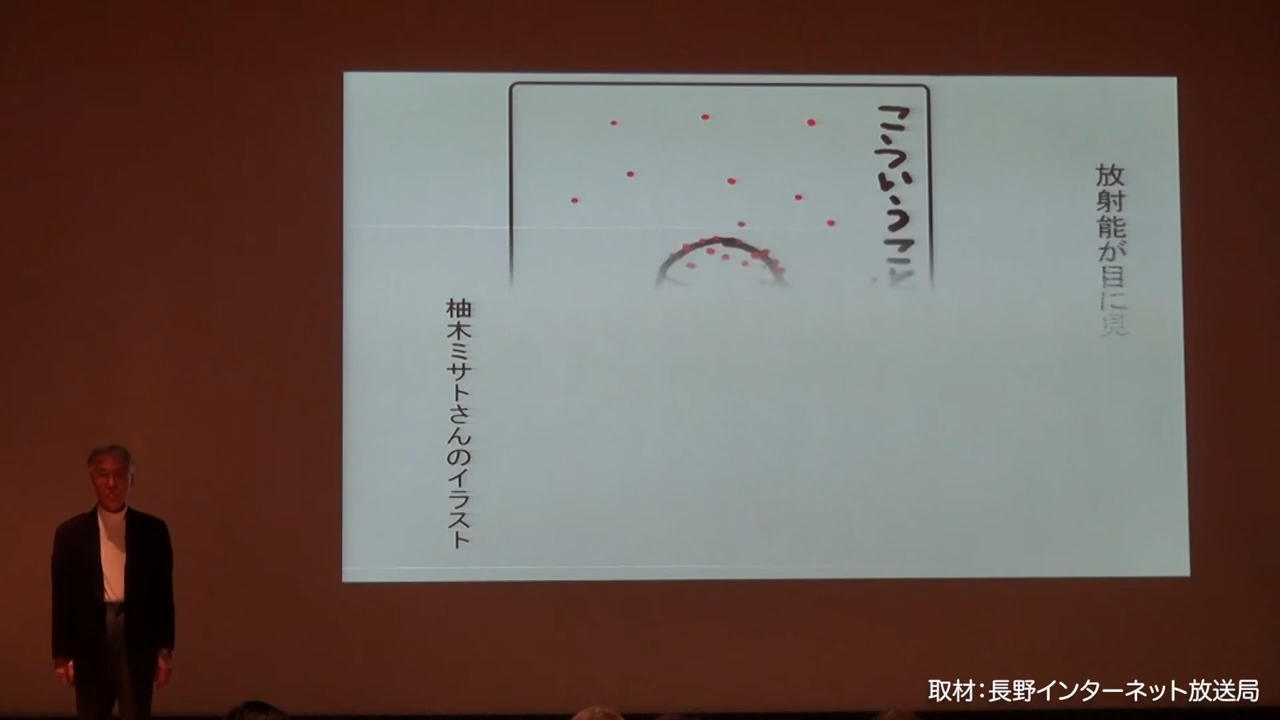 放射能が目に見
こういうこと
柚木ミサトさんのイラスト
取材：長野インターネット放送局